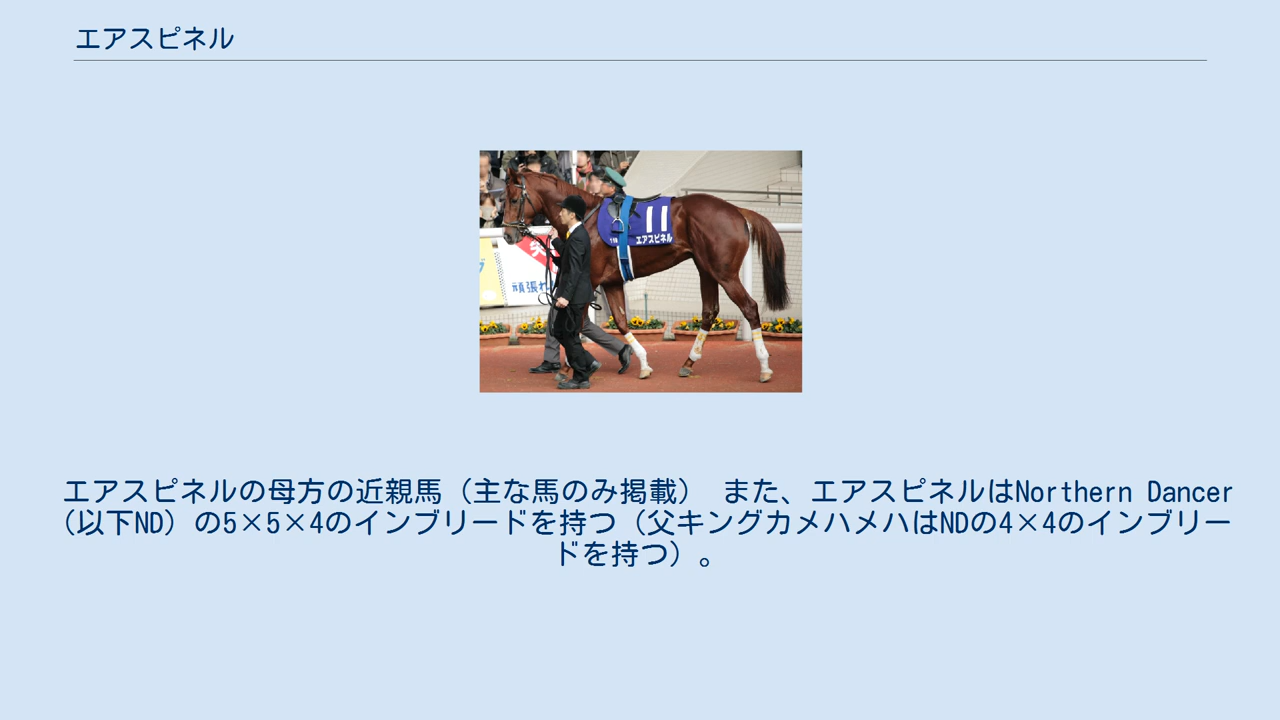 エアスピネル
11
エアスピネル
頑張れ
エアスピネルの母方の近親馬（主な馬のみ掲載） また、エアスピネルはNorthern Dancer
（以下ND）の5×5×4のインブリードを持つ（父キングカメハメハはNDの4×4のインブリー
ドを持つ）。